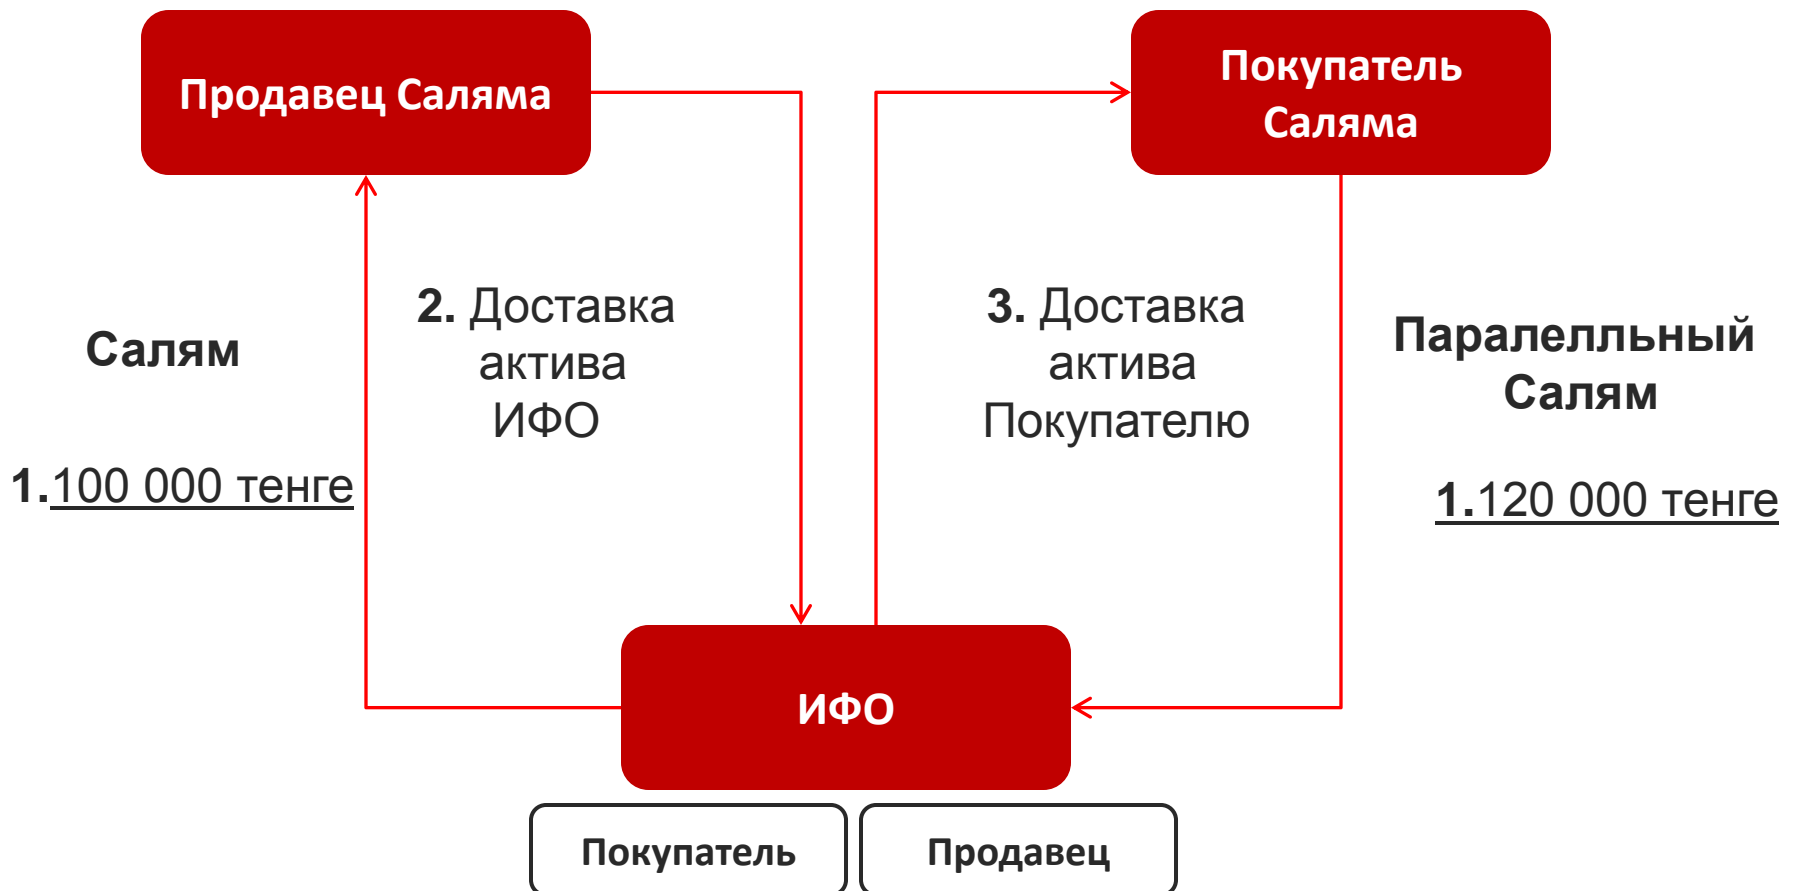 Продавец Саляма
Покупатель
Саляма
Салям
1.100 000 тенге
2. Доставка
актива
ИФО
3. Доставка
актива
Покупателю
Паралелльный
Салям
1.120 000 тенге
ИФО
Покупатель
Продавец